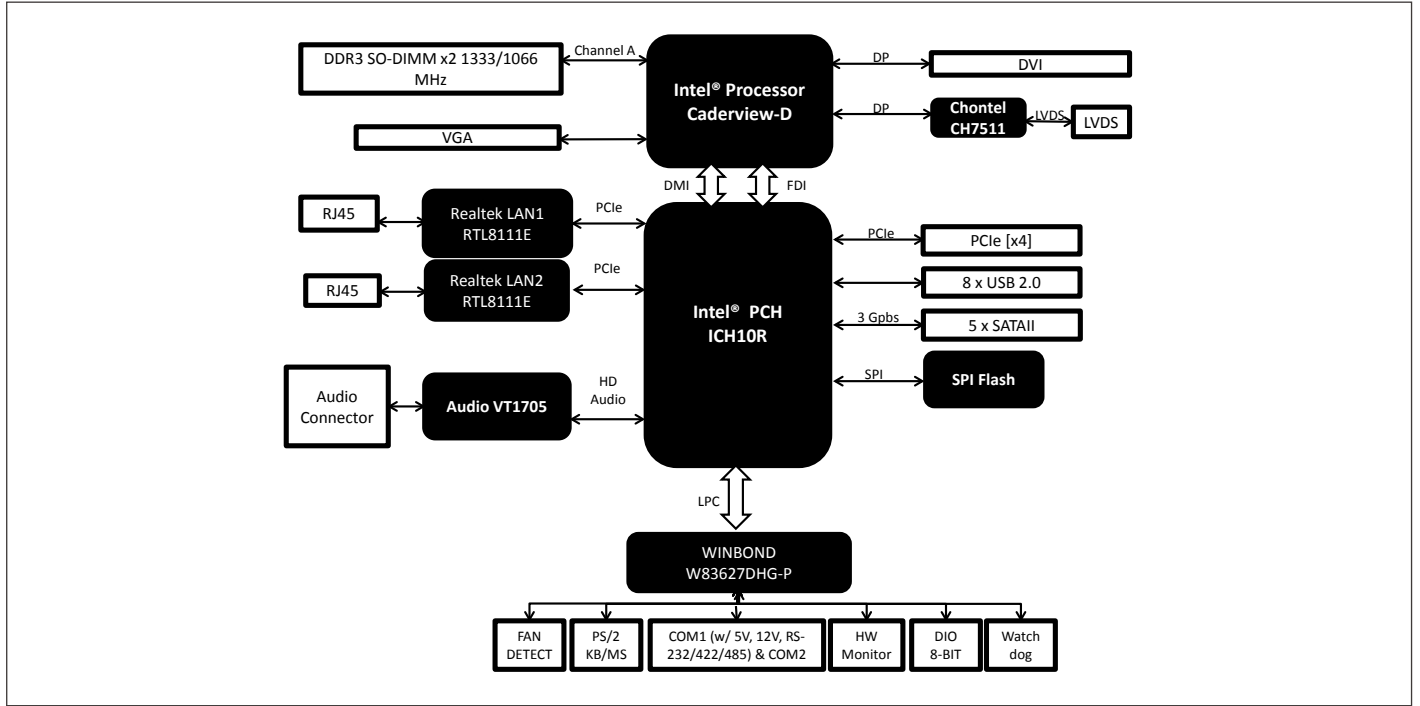 DDR3 SO-DIMM x2 1333/1066
MHz
Channel A
Intel® Processor
Caderview-D
DP
DVI
DP
Chontel
CH7511
LVDS
LVDS
VGA
DMI
FDI
RJ45
Realtek LAN1
RTL8111E
PCIe
RJ45
Realtek LAN2
RTL8111E
PCIe
Intel® PCH
ICH10R
PCIe
PCIe [x4]
8 x USB 2.0
3 Gpbs
5 x SATAII
SPI
SPI Flash
Audio
Connector
Audio VT1705
HD
Audio
LPC
WINBOND
W83627DHG-P
FAN
DETECT
PS/2
KB/MS
COM1 (w/ 5V, 12V, RS-
232/422/485) & COM2
HW
Monitor
DIO
8-BIT
Watch
dog